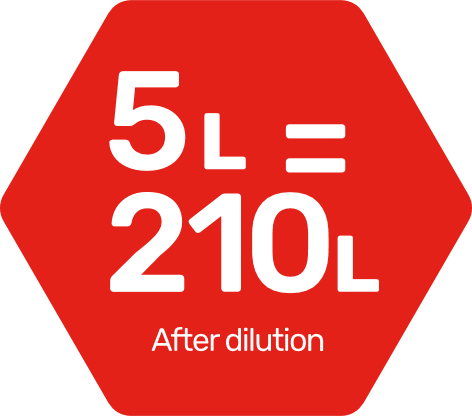 5L =
210L
After dilution